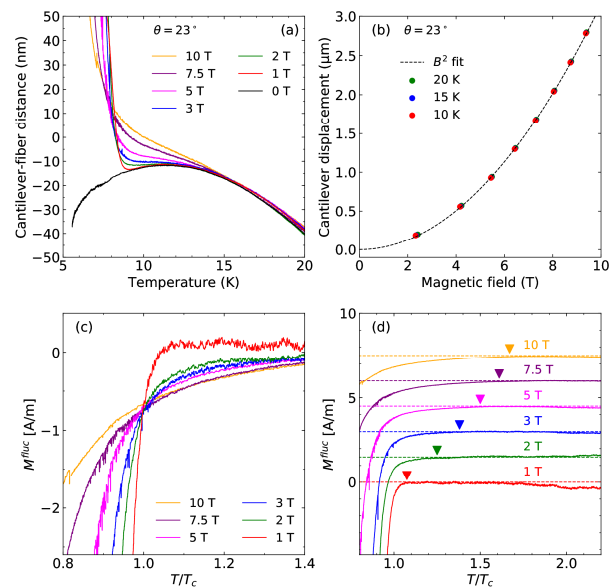 θ = 23° (a)
10 T 2 T
7.5 T 1 T
5 T 0 T
3 T
Cantilever-fiber distance (nm)
50
40
30
20
10
0
−10
−20
−30
−40
−50
5 10 15 20
Temperature (K)
(b) θ = 23°
B² fit
20 K
15 K
10 K
Cantilever displacement (μm)
3.0
2.5
2.0
1.5
1.0
0.5
0.0
0 2 4 6 8 10
Magnetic field (T)
(c)
M^fluc [A/m]
0
−1
−2
10 T 3 T
7.5 T 2 T
5 T 1 T
0.8 1.0 1.2 1.4
T/T_c
(d)
10 T
7.5 T
5 T
3 T
2 T
1 T
M^fluc [A/m]
10
5
0
1.0 1.5 2.0
T/T_c